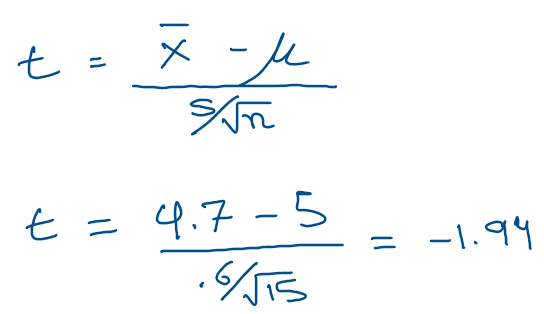 t = x̄ - μ
s/√n
t = 4.7 - 5 = -1.94
.6/√15